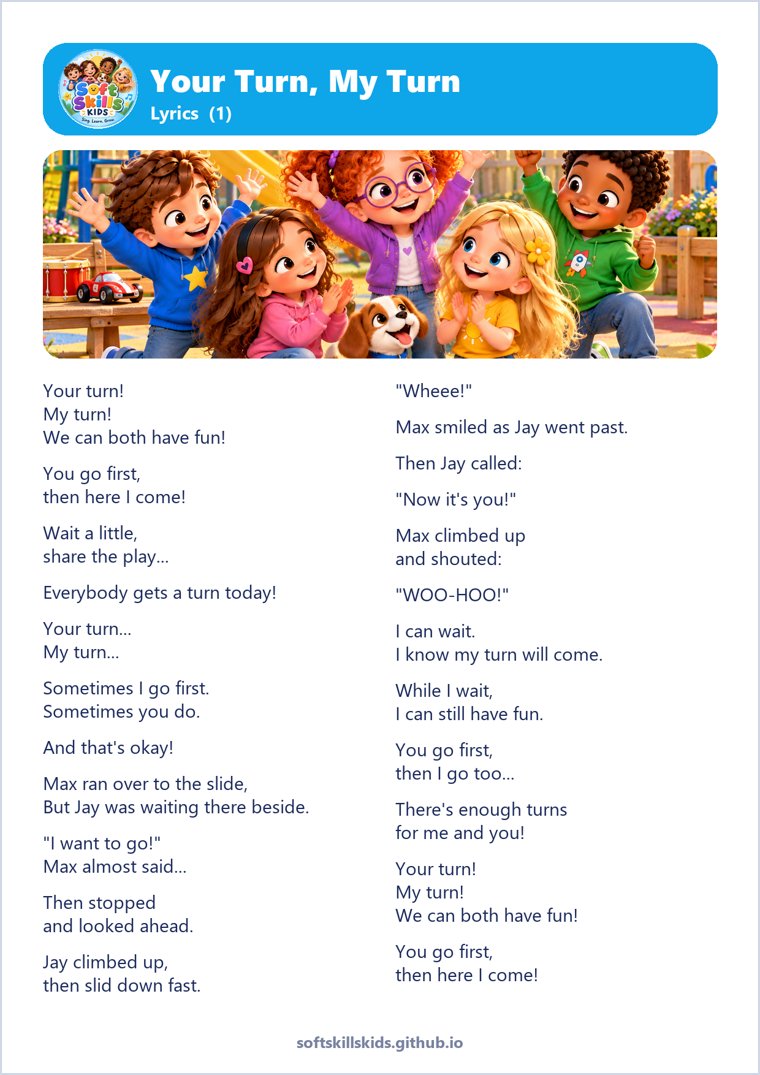 Soft
Skills
KIDS
Sing, Learn, Grow
Your Turn, My Turn
Lyrics (1)
Your turn!
My turn!
We can both have fun!
You go first,
then here I come!
Wait a little,
share the play...
Everybody gets a turn today!
Your turn...
My turn...
Sometimes I go first.
Sometimes you do.
And that's okay!
Max ran over to the slide,
But Jay was waiting there beside.
"I want to go!"
Max almost said...
Then stopped
and looked ahead.
Jay climbed up,
then slid down fast.
"Wheee!"
Max smiled as Jay went past.
Then Jay called:
"Now it's you!"
Max climbed up
and shouted:
"WOO-HOO!"
I can wait.
I know my turn will come.
While I wait,
I can still have fun.
You go first,
then I go too...
There's enough turns
for me and you!
Your turn!
My turn!
We can both have fun!
You go first,
then here I come!
softskillskids.github.io